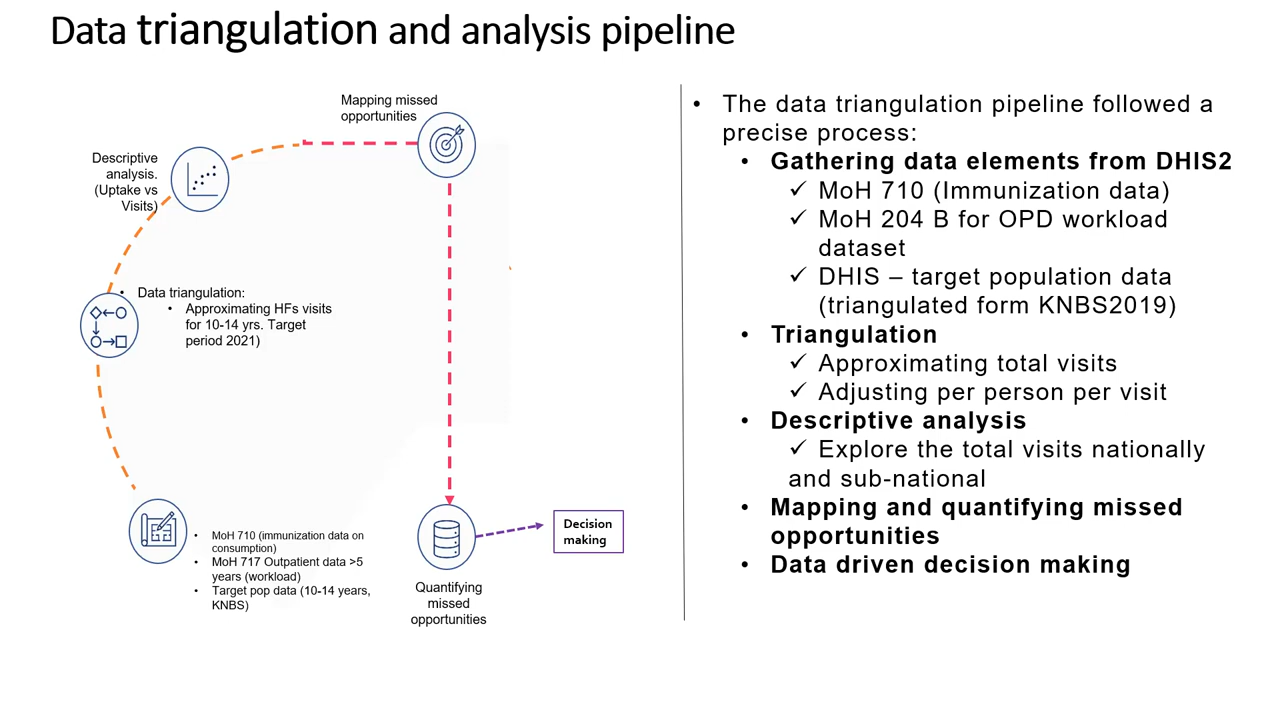 Data triangulation and analysis pipeline
Mapping missed
opportunities
Descriptive
analysis.
(Uptake vs
Visits)
• Data triangulation:
• Approximating HFs visits
for 10-14 yrs. Target
period 2021)
• MoH 710 (immunization data on
consumption)
• MoH 717 Outpatient data >5
years (workload)
• Target pop data (10-14 years,
KNBS)
Quantifying
missed
opportunities
Decision
making
• The data triangulation pipeline followed a
precise process:
• Gathering data elements from DHIS2
✓ MoH 710 (Immunization data)
✓ MoH 204 B for OPD workload
dataset
✓ DHIS – target population data
(triangulated form KNBS2019)
• Triangulation
✓ Approximating total visits
✓ Adjusting per person per visit
• Descriptive analysis
✓ Explore the total visits nationally
and sub-national
• Mapping and quantifying missed
opportunities
• Data driven decision making